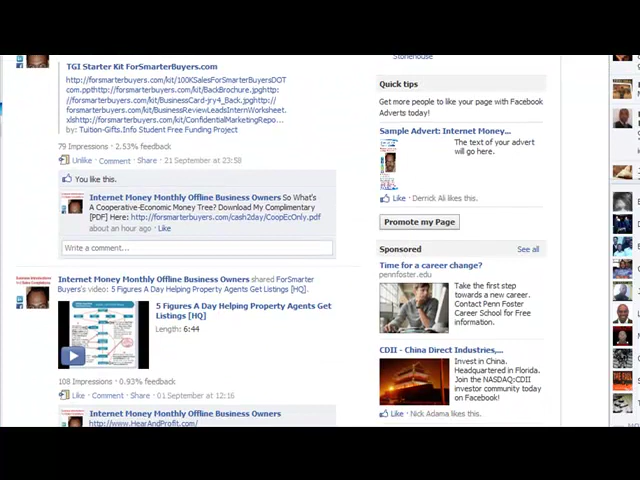 Stonehouse
TGI Starter Kit ForSmarterBuyers.com
http://forsmarterbuyers.com/kit/100KSalesForSmarterBuyersDOT
com.ppthttp://forsmarterbuyers.com/kit/BackBrochure.jpghttp:
//forsmarterbuyers.com/kit/BusinessCard-jry4_Back.jpghttp://
forsmarterbuyers.com/kit/BusinessReviewLeadsInternWorksheet.
xlshttp://forsmarterbuyers.com/kit/ConfidentialMarketingRepo...
by: Tuition-Gifts.Info Student Free Funding Project
79 Impressions · 2.53% feedback
Unlike · Comment · Share · 21 September at 23:58
You like this.
Internet Money Monthly Offline Business Owners So What's
A Cooperative-Economic Money Tree? Download My Complimentary
[PDF] Here: http://forsmarterbuyers.com/cash2day/CoopEcOnly.pdf
about an hour ago · Like
Write a comment...
Internet Money Monthly Offline Business Owners shared ForSmarter
Buyers's video: 5 Figures A Day Helping Property Agents Get Listings [HQ].
5 Figures A Day Helping Property Agents Get
Listings [HQ]
Length: 6:44
108 Impressions · 0.93% feedback
Like · Comment · Share · 01 September at 12:16
Internet Money Monthly Offline Business Owners
http://www.HearAndProfit.com/
Quick tips
Get more people to like your page with Facebook
Adverts today!
Sample Advert: Internet Money...
The text of your advert
will go here.
Like · Derrick Ali likes this.
Promote my Page
Sponsored
See all
Time for a career change?
pennfoster.edu
Take the first step
towards a new career.
Contact Penn Foster
Career School for Free
information.
CDII - China Direct Industries,...
Invest in China.
Headquartered in Florida.
Join the NASDAQ:CDII
investor community today
on Facebook!
Like · Nick Adama likes this.